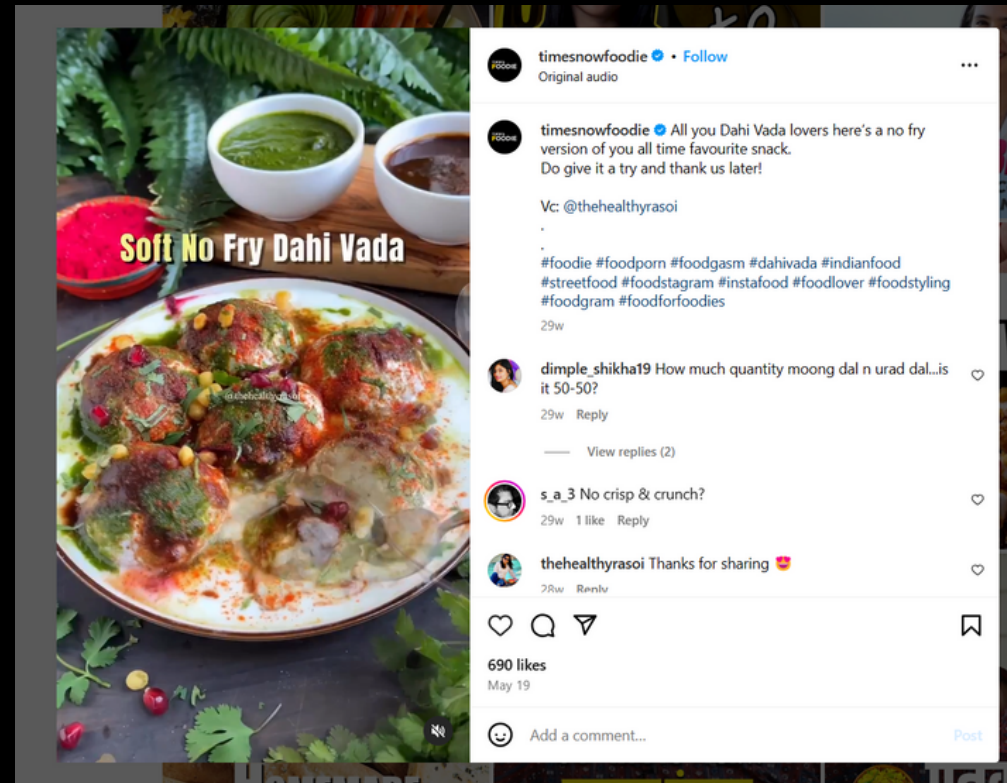 Soft No Fry Dahi Vada
@thehealthyrasoi
timesnowfoodie • Follow
Original audio
timesnowfoodie All you Dahi Vada lovers here's a no fry
version of you all time favourite snack.
Do give it a try and thank us later!
Vc: @thehealthyrasoi
.
.
#foodie #foodporn #foodgasm #dahivada #indianfood
#streetfood #foodstagram #instafood #foodlover #foodstyling
#foodgram #foodforfoodies
29w
dimple_shikha19 How much quantity moong dal n urad dal...is
it 50-50?
29w Reply
View replies (2)
s_a_3 No crisp & crunch?
29w 1 like Reply
thehealthyrasoi Thanks for sharing 🤩
28w Reply
690 likes
May 19
Add a comment...
Post